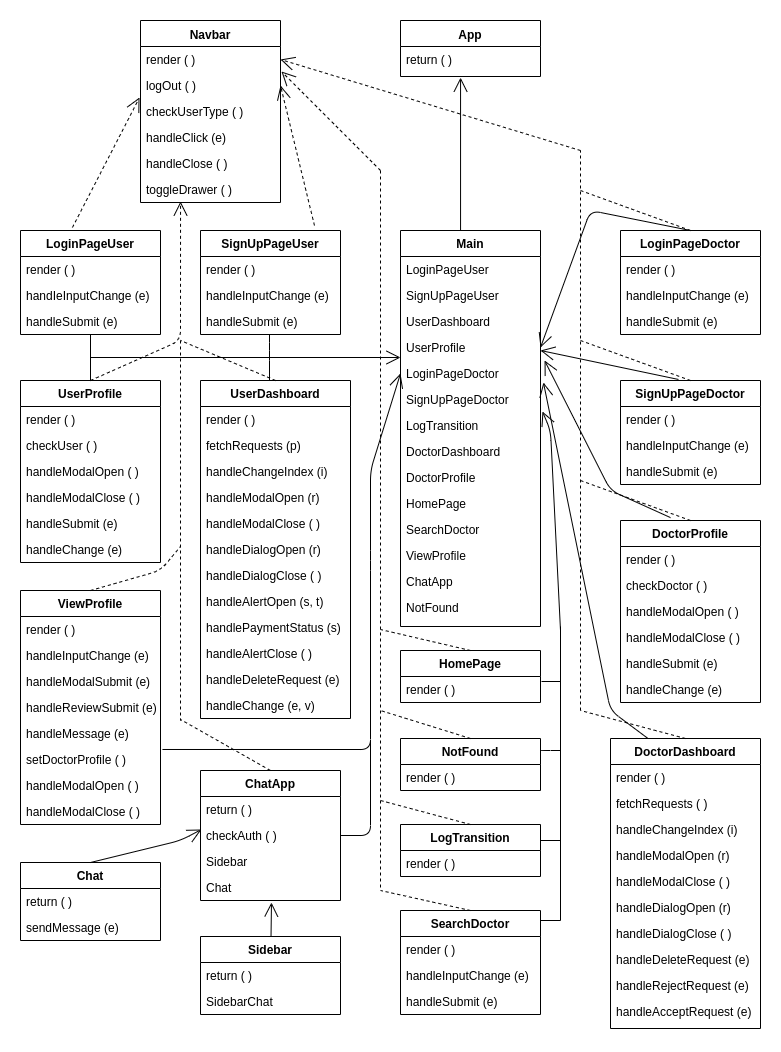 Navbar
render ( )
logOut ( )
checkUserType ( )
handleClick (e)
handleClose ( )
toggleDrawer ( )
App
return ( )
LoginPageUser
render ( )
handleInputChange (e)
handleSubmit (e)
SignUpPageUser
render ( )
handleInputChange (e)
handleSubmit (e)
Main
LoginPageUser
SignUpPageUser
UserDashboard
UserProfile
LoginPageDoctor
SignUpPageDoctor
LogTransition
DoctorDashboard
DoctorProfile
HomePage
SearchDoctor
ViewProfile
ChatApp
NotFound
LoginPageDoctor
render ( )
handleInputChange (e)
handleSubmit (e)
UserProfile
render ( )
checkUser ( )
handleModalOpen ( )
handleModalClose ( )
handleSubmit (e)
handleChange (e)
UserDashboard
render ( )
fetchRequests (p)
handleChangeIndex (i)
handleModalOpen (r)
handleModalClose ( )
handleDialogOpen (r)
handleDialogClose ( )
handleAlertOpen (s, t)
handlePaymentStatus (s)
handleAlertClose ( )
handleDeleteRequest (e)
handleChange (e, v)
SignUpPageDoctor
render ( )
handleInputChange (e)
handleSubmit (e)
DoctorProfile
render ( )
checkDoctor ( )
handleModalOpen ( )
handleModalClose ( )
handleSubmit (e)
handleChange (e)
ViewProfile
render ( )
handleInputChange (e)
handleModalSubmit (e)
handleReviewSubmit (e)
handleMessage (e)
setDoctorProfile ( )
handleModalOpen ( )
handleModalClose ( )
HomePage
render ( )
NotFound
render ( )
LogTransition
render ( )
SearchDoctor
render ( )
handleInputChange (e)
handleSubmit (e)
DoctorDashboard
render ( )
fetchRequests ( )
handleChangeIndex (i)
handleModalOpen (r)
handleModalClose ( )
handleDialogOpen (r)
handleDialogClose ( )
handleDeleteRequest (e)
handleRejectRequest (e)
handleAcceptRequest (e)
ChatApp
return ( )
checkAuth ( )
Sidebar
Chat
Chat
return ( )
sendMessage (e)
Sidebar
return ( )
SidebarChat